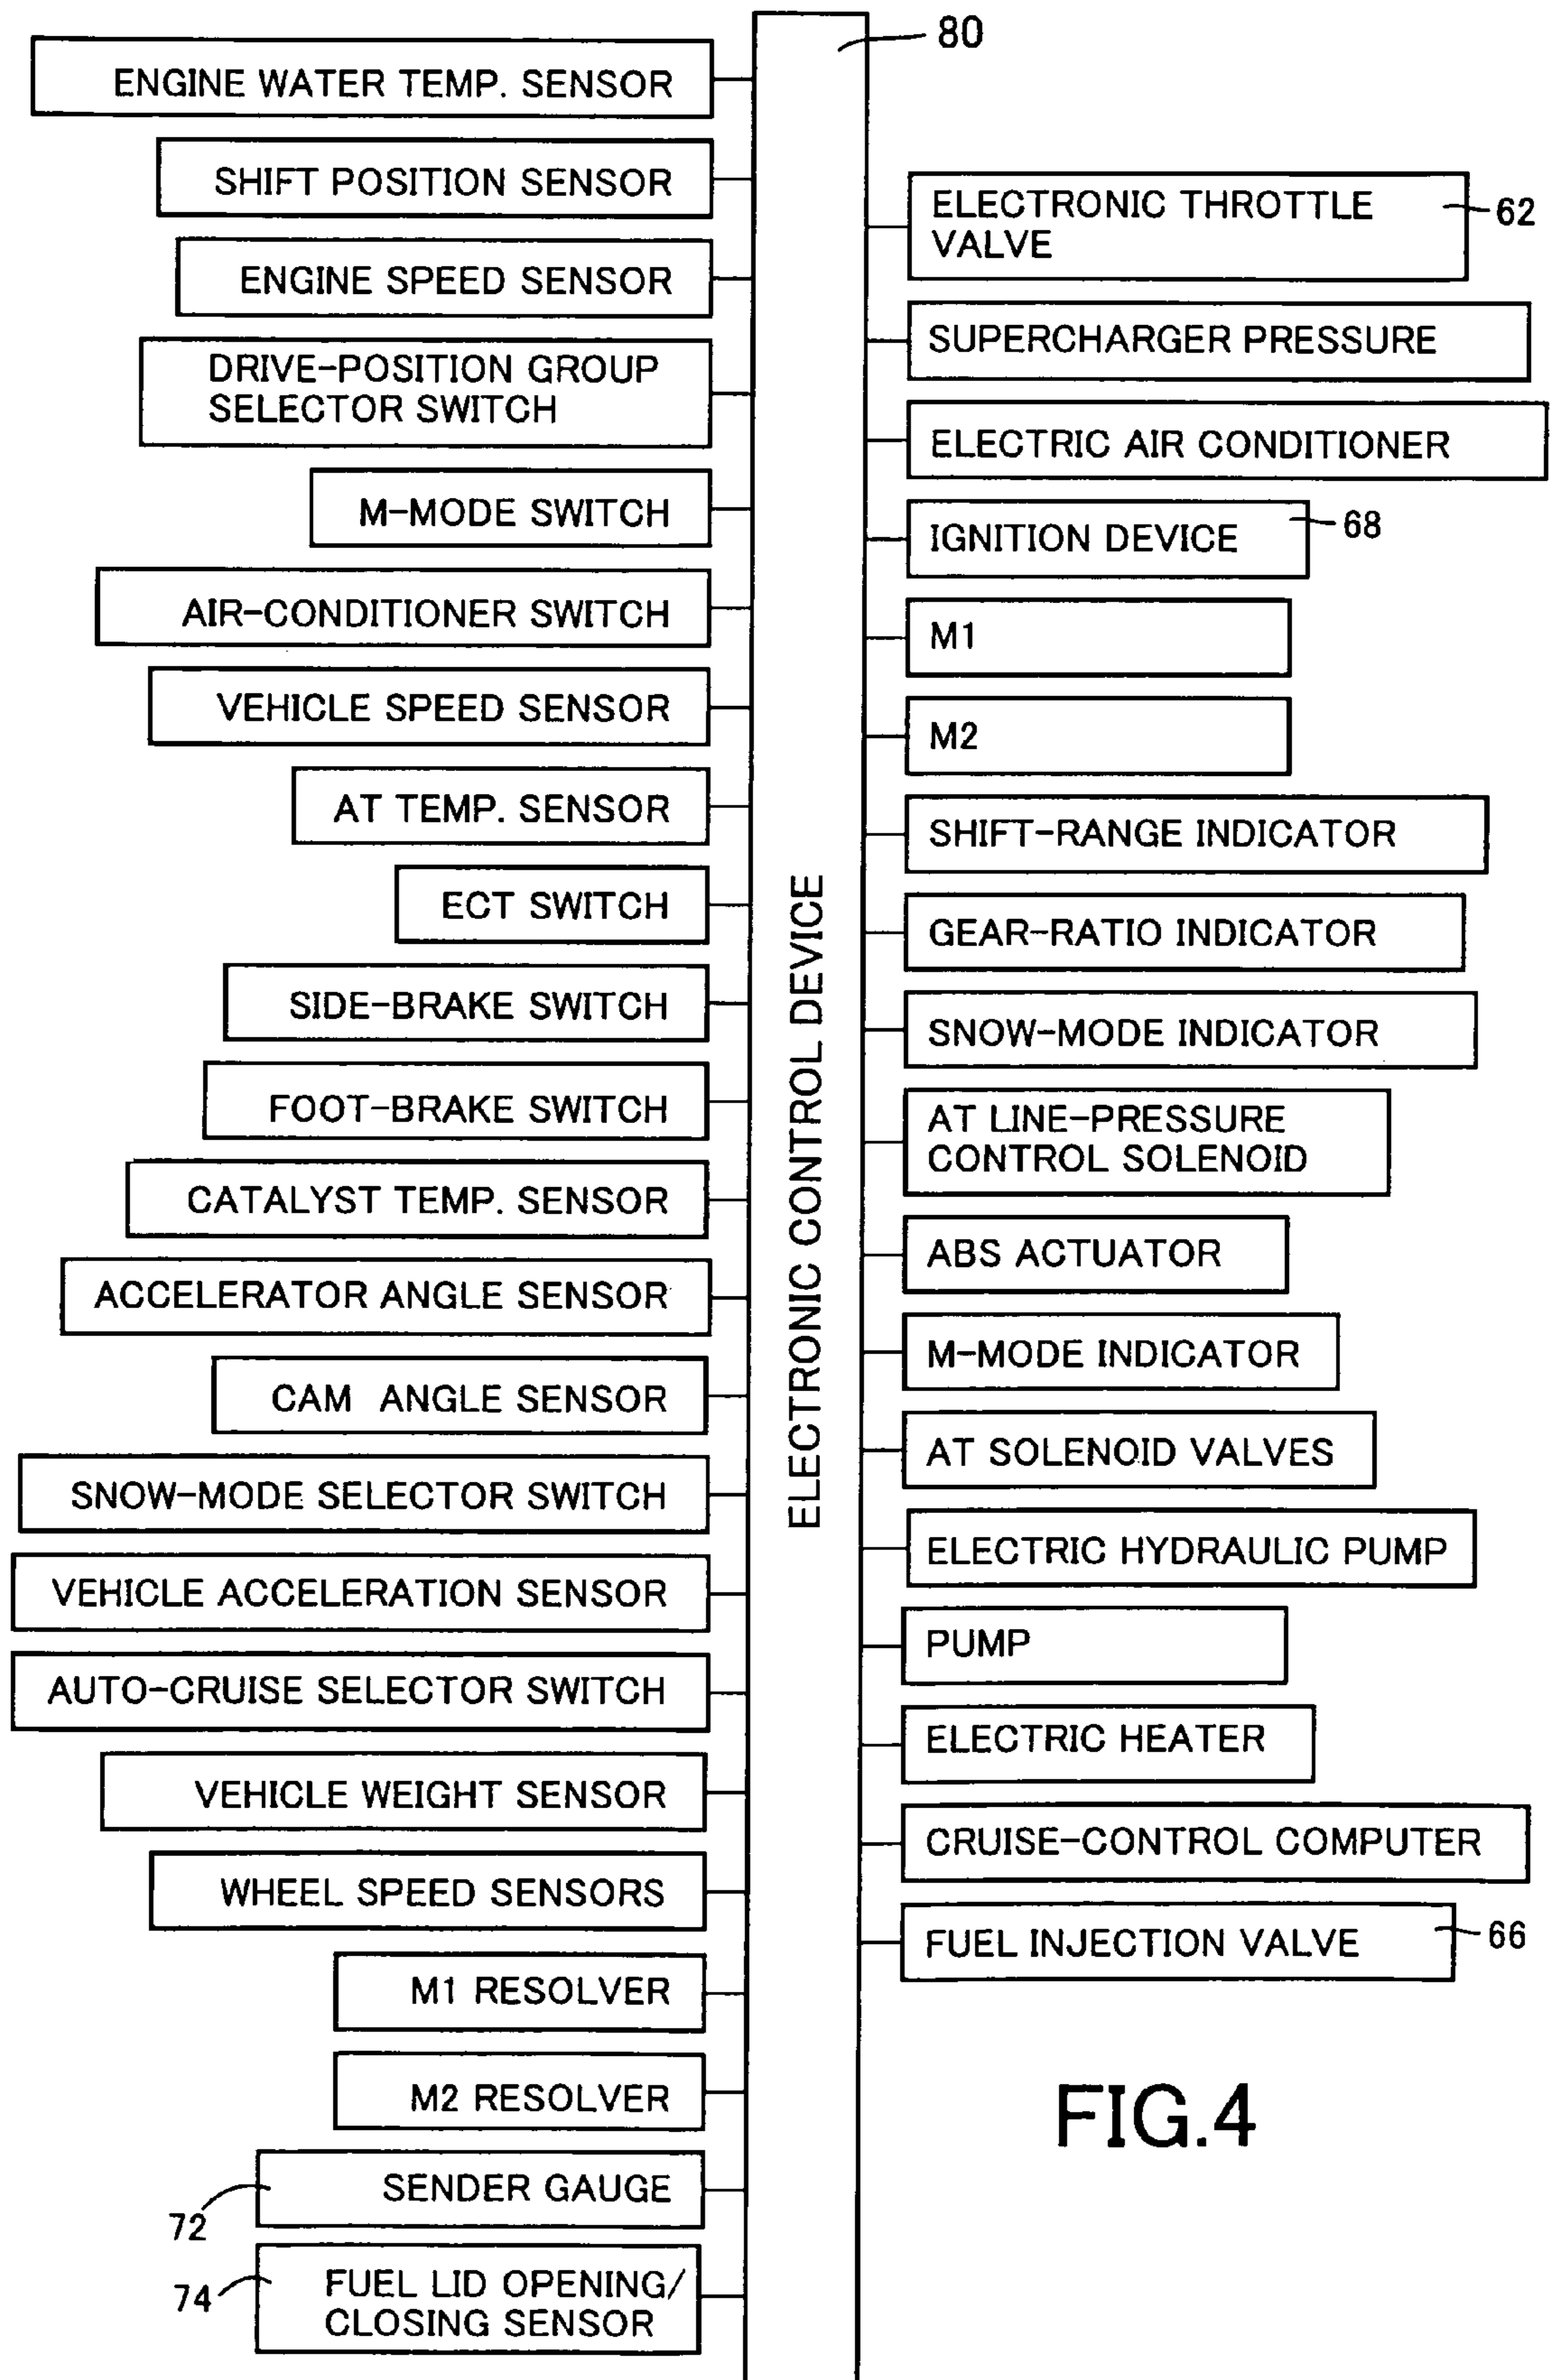 80
ENGINE WATER TEMP. SENSOR
SHIFT POSITION SENSOR
ENGINE SPEED SENSOR
DRIVE-POSITION GROUP
SELECTOR SWITCH
M-MODE SWITCH
AIR-CONDITIONER SWITCH
VEHICLE SPEED SENSOR
AT TEMP. SENSOR
ECT SWITCH
SIDE-BRAKE SWITCH
FOOT-BRAKE SWITCH
CATALYST TEMP. SENSOR
ACCELERATOR ANGLE SENSOR
CAM ANGLE SENSOR
SNOW-MODE SELECTOR SWITCH
VEHICLE ACCELERATION SENSOR
AUTO-CRUISE SELECTOR SWITCH
VEHICLE WEIGHT SENSOR
WHEEL SPEED SENSORS
M1 RESOLVER
M2 RESOLVER
SENDER GAUGE
72
FUEL LID OPENING/
CLOSING SENSOR
74
ELECTRONIC CONTROL DEVICE
ELECTRONIC THROTTLE
VALVE
62
SUPERCHARGER PRESSURE
ELECTRIC AIR CONDITIONER
IGNITION DEVICE
68
M1
M2
SHIFT-RANGE INDICATOR
GEAR-RATIO INDICATOR
SNOW-MODE INDICATOR
AT LINE-PRESSURE
CONTROL SOLENOID
ABS ACTUATOR
M-MODE INDICATOR
AT SOLENOID VALVES
ELECTRIC HYDRAULIC PUMP
PUMP
ELECTRIC HEATER
CRUISE-CONTROL COMPUTER
FUEL INJECTION VALVE
66
FIG.4